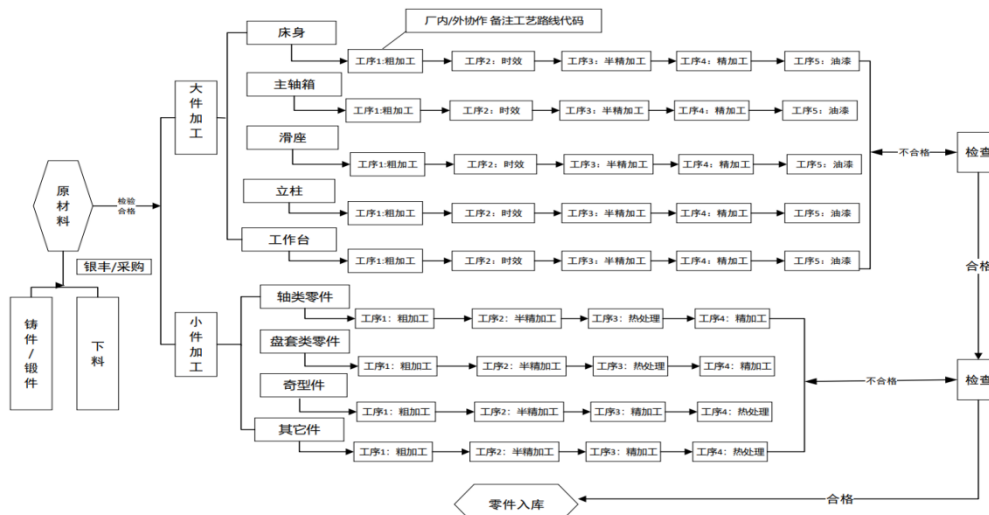 厂内/外协作 备注工艺路线代码
床身
工序1:粗加工
工序2：时效
工序3：半精加工
工序4：精加工
工序5：油漆
主轴箱
工序1:粗加工
工序2：时效
工序3：半精加工
工序4：精加工
工序5：油漆
滑座
工序1:粗加工
工序2：时效
工序3：半精加工
工序4：精加工
工序5：油漆
立柱
工序1:粗加工
工序2：时效
工序3：半精加工
工序4：精加工
工序5：油漆
工作台
工序1:粗加工
工序2：时效
工序3：半精加工
工序4：精加工
工序5：油漆
大件加工
不合格
检查
原材料
检验
合格
银丰/采购
铸件/锻件
下料
合格
小件加工
轴类零件
工序1：粗加工
工序2：半精加工
工序3：热处理
工序4：精加工
盘套类零件
工序1：粗加工
工序2：半精加工
工序3：热处理
工序4：精加工
奇型件
工序1：粗加工
工序2：半精加工
工序3：精加工
工序4：热处理
其它件
工序1：粗加工
工序2：半精加工
工序3：精加工
工序4：热处理
不合格
检查
合格
零件入库